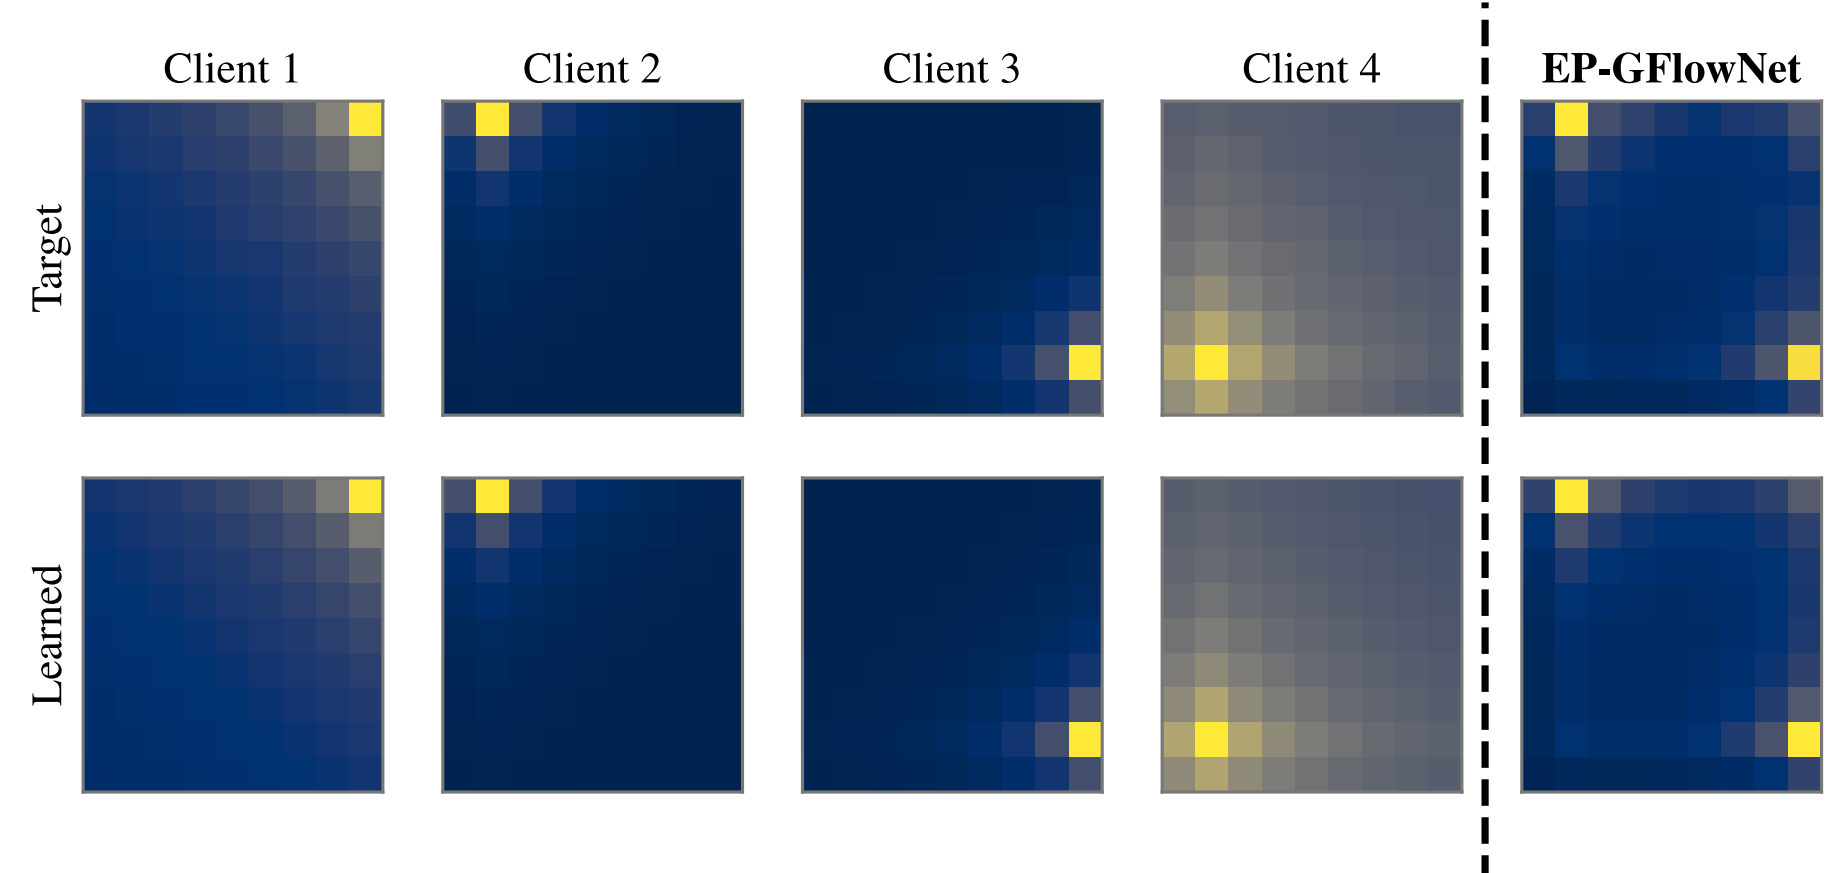 Client 1
Client 2
Client 3
Client 4
EP-GFlowNet
Target
Learned